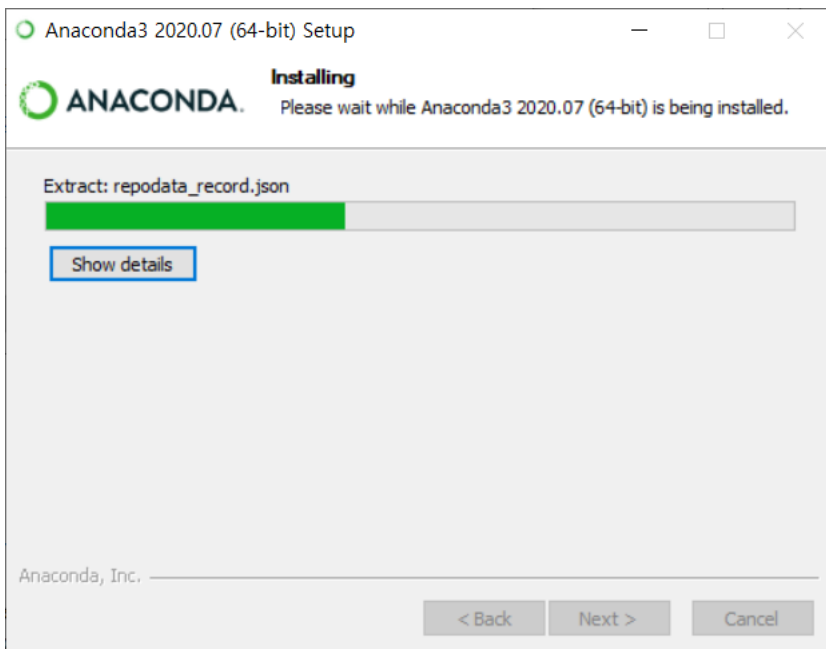 Anaconda3 2020.07 (64-bit) Setup
ANACONDA.
Installing
Please wait while Anaconda3 2020.07 (64-bit) is being installed.
Extract: repodata_record.json
Show details
Anaconda, Inc.
< Back
Next >
Cancel